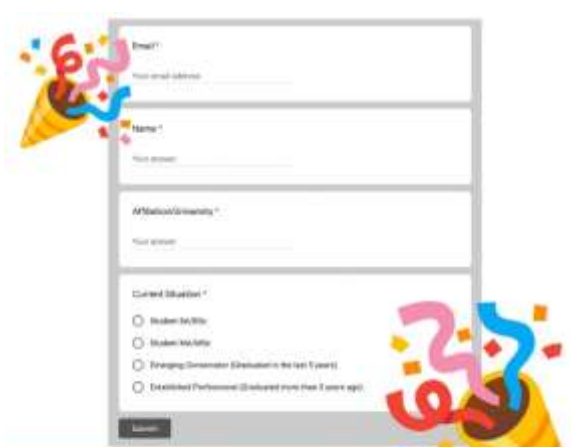 Email *
Your email address
Name *
Your answer
Affiliation/University *
Your answer
Current Situation *
Student BA/BSc
Student MA/MSc
Emerging Conservator (Graduated in the last 5 years)
Established Professional (Graduated more than 5 years ago)
Submit